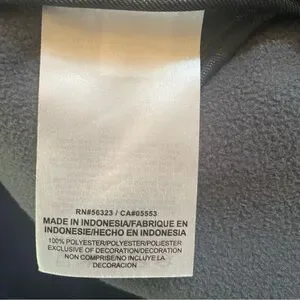 RN#56323 / CA#05553
MADE IN INDONESIA/FABRIQUE EN
INDONESIE/HECHO EN INDONESIA
100% POLYESTER/POLYESTER/POLIESTER
EXCLUSIVE OF DECORATION/DECORATION
NON COMPRISE/NO INCLUYE LA
DECORACION